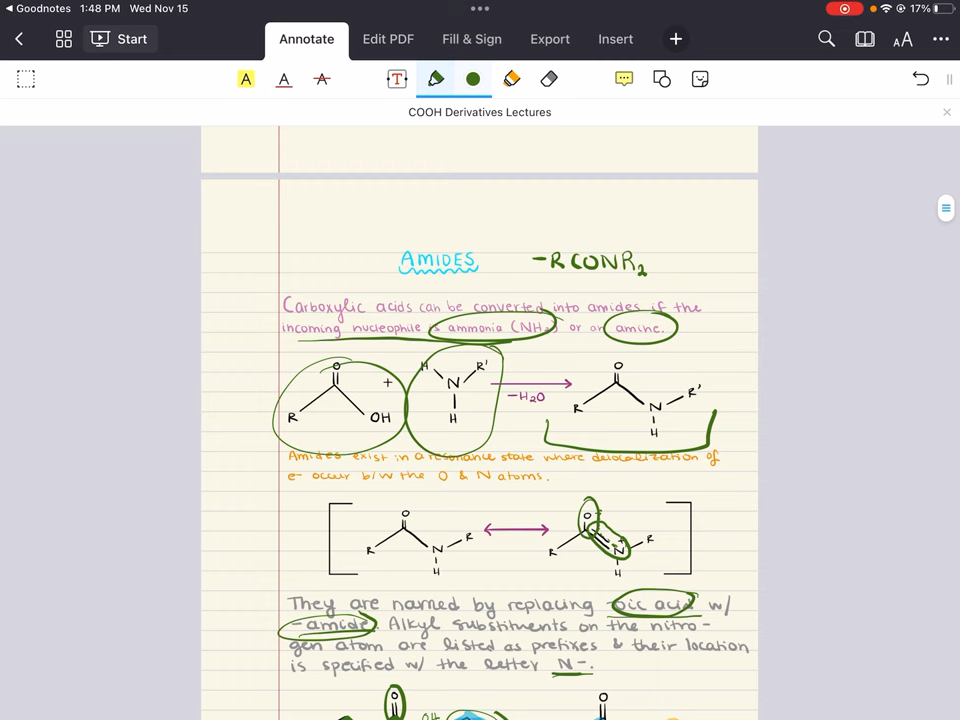 Goodnotes 1:48 PM Wed Nov 15 17%
Start Annotate Edit PDF Fill & Sign Export Insert
COOH Derivatives Lectures
AMIDES -RCONR2
Carboxylic acids can be converted into amides if the
incoming nucleophile is ammonia (NH3) or an amine.
O + H N R' H
R OH -H2O O R N R' H
Amides exist in a resonance state where delocalization of
e- occur b/w the O & N atoms.
O R N R H
O R N + R H
They are named by replacing -oic acid w/
-amide. Alkyl substituents on the nitro-
gen atom are listed as prefixes & their location
is specified w/ the letter N-.
O OH O